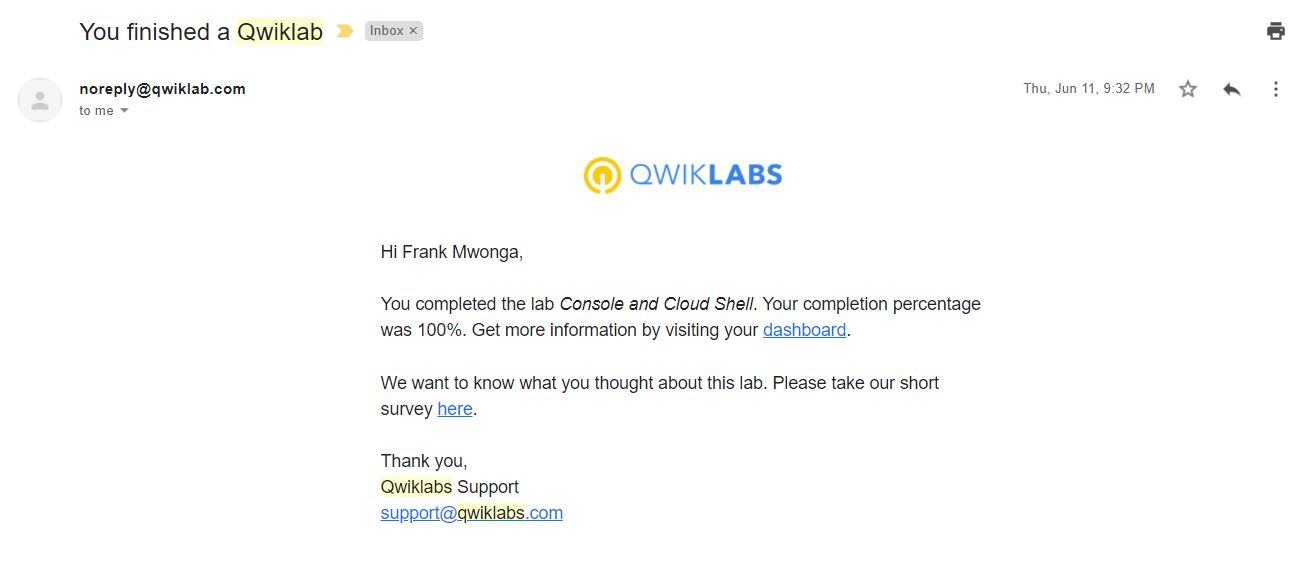 You finished a Qwiklab Inbox ×
noreply@qwiklab.com Thu, Jun 11, 9:32 PM
to me
QWIKLABS
Hi Frank Mwonga,
You completed the lab Console and Cloud Shell. Your completion percentage
was 100%. Get more information by visiting your dashboard.
We want to know what you thought about this lab. Please take our short
survey here.
Thank you,
Qwiklabs Support
support@qwiklabs.com